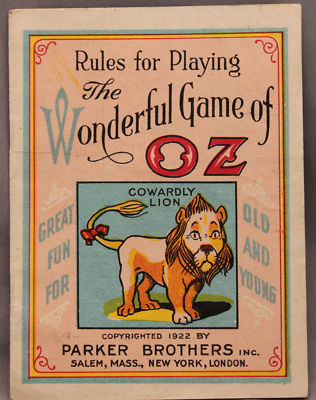 Rules for Playing
The
Wonderful Game of
OZ
COWARDLY
LION
GREAT
FUN
FOR
OLD
AND
YOUNG
COPYRIGHTED 1922 BY
PARKER BROTHERS INC.
SALEM, MASS., NEW YORK, LONDON.